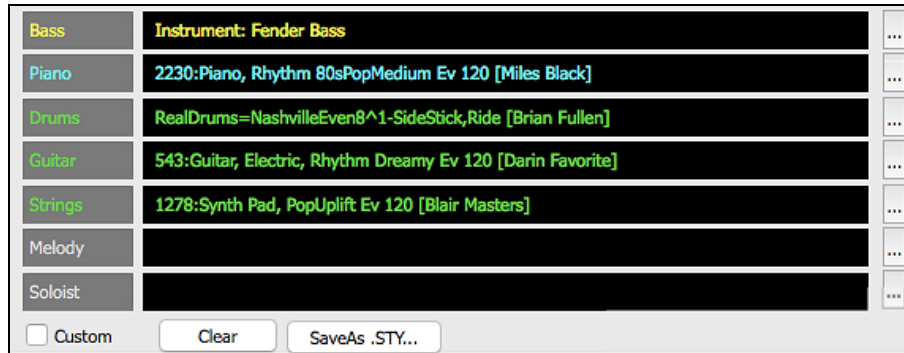 Bass Instrument: Fender Bass ...
Piano 2230:Piano, Rhythm 80sPopMedium Ev 120 [Miles Black] ...
Drums RealDrums=NashvilleEven8^1-SideStick,Ride [Brian Fullen] ...
Guitar 543:Guitar, Electric, Rhythm Dreamy Ev 120 [Darin Favorite] ...
Strings 1278:Synth Pad, PopUplift Ev 120 [Blair Masters] ...
Melody ...
Soloist ...
Custom Clear SaveAs .STY...